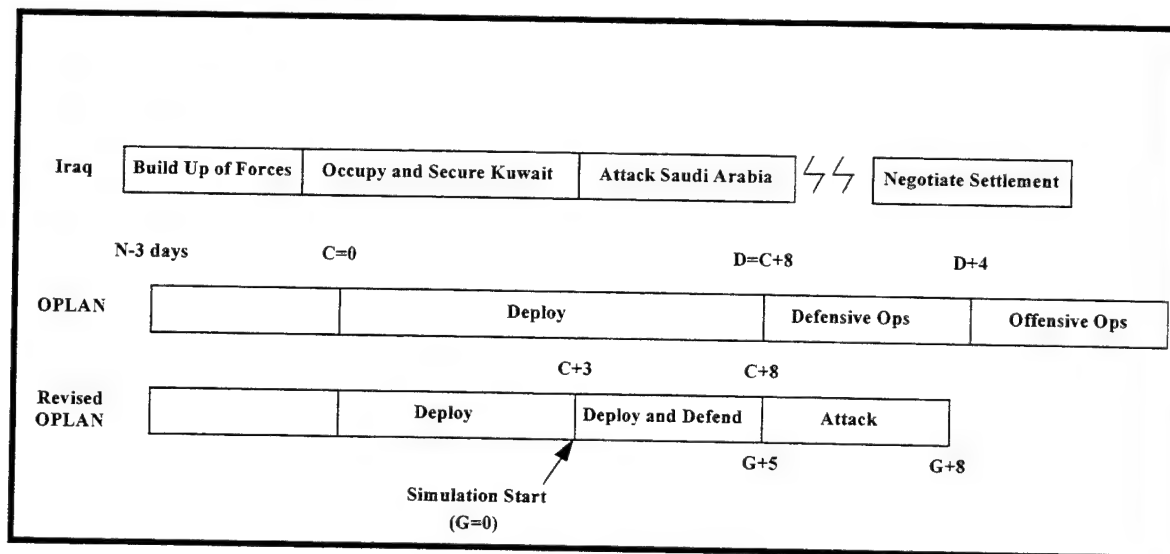 Iraq
Build Up of Forces
Occupy and Secure Kuwait
Attack Saudi Arabia
Negotiate Settlement
N-3 days
C=0
D=C+8
D+4
OPLAN
Deploy
Defensive Ops
Offensive Ops
C+3
C+8
Revised
OPLAN
Deploy
Deploy and Defend
Attack
G+5
G+8
Simulation Start
(G=0)